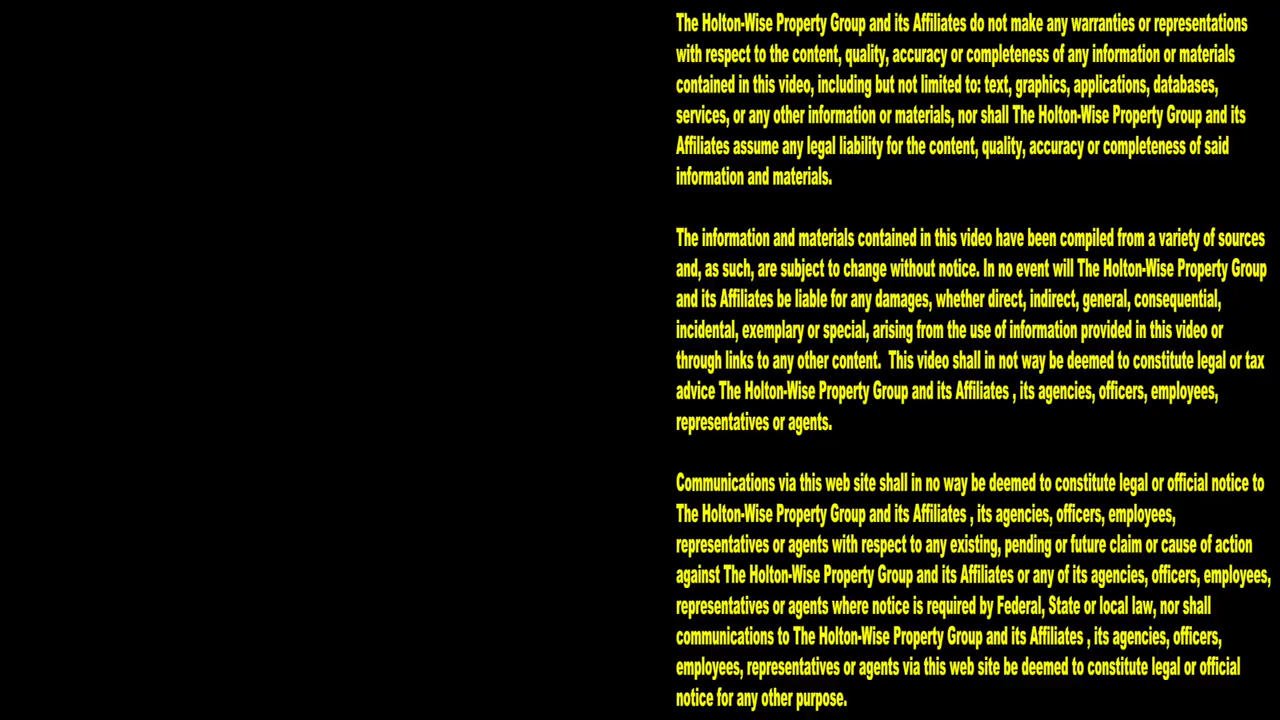 The Holton-Wise Property Group and its Affiliates do not make any warranties or representations
with respect to the content, quality, accuracy or completeness of any information or materials
contained in this video, including but not limited to: text, graphics, applications, databases,
services, or any other information or materials, nor shall The Holton-Wise Property Group and its
Affiliates assume any legal liability for the content, quality, accuracy or completeness of said
information and materials.
The information and materials contained in this video have been compiled from a variety of sources
and, as such, are subject to change without notice. In no event will The Holton-Wise Property Group
and its Affiliates be liable for any damages, whether direct, indirect, general, consequential,
incidental, exemplary or special, arising from the use of information provided in this video or
through links to any other content.  This video shall in not way be deemed to constitute legal or tax
advice The Holton-Wise Property Group and its Affiliates , its agencies, officers, employees,
representatives or agents.
Communications via this web site shall in no way be deemed to constitute legal or official notice to
The Holton-Wise Property Group and its Affiliates , its agencies, officers, employees,
representatives or agents with respect to any existing, pending or future claim or cause of action
against The Holton-Wise Property Group and its Affiliates or any of its agencies, officers, employees,
representatives or agents where notice is required by Federal, State or local law, nor shall
communications to The Holton-Wise Property Group and its Affiliates , its agencies, officers,
employees, representatives or agents via this web site be deemed to constitute legal or official
notice for any other purpose.